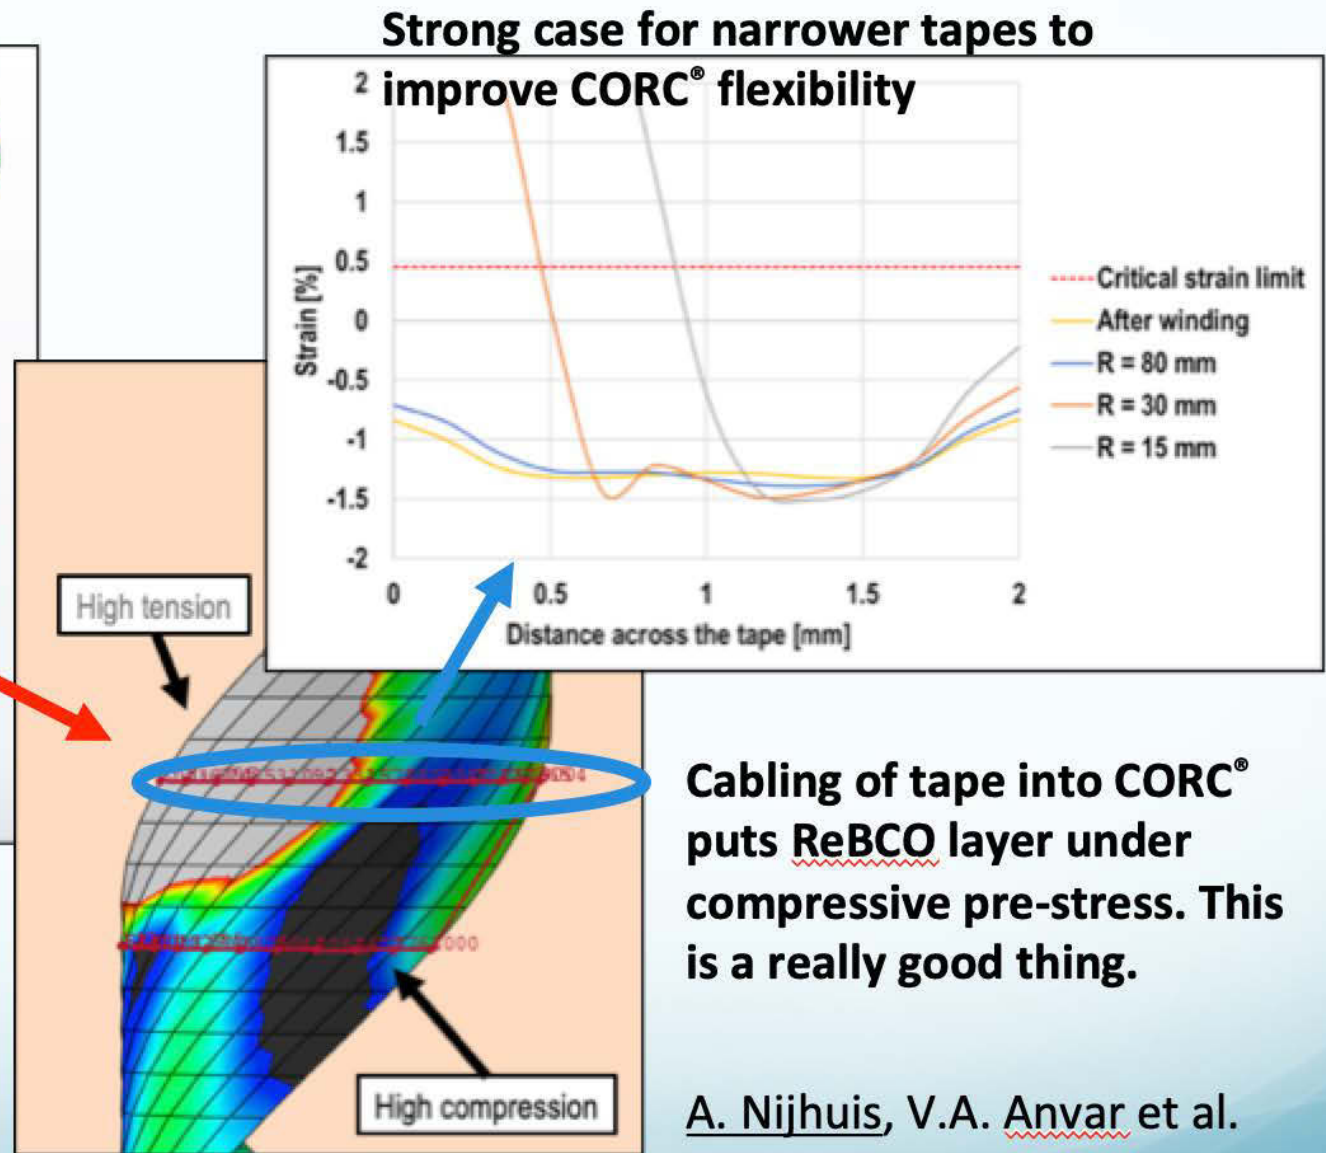 Strong case for narrower tapes to
improve CORC® flexibility
2
1.5
1
0.5
0
-0.5
-1
-1.5
-2
Strain [%]
0 0.5 1 1.5 2
Distance across the tape [mm]
Critical strain limit
After winding
R = 80 mm
R = 30 mm
R = 15 mm
High tension
High compression
Cabling of tape into CORC®
puts ReBCO layer under
compressive pre-stress. This
is a really good thing.
A. Nijhuis, V.A. Anvar et al.